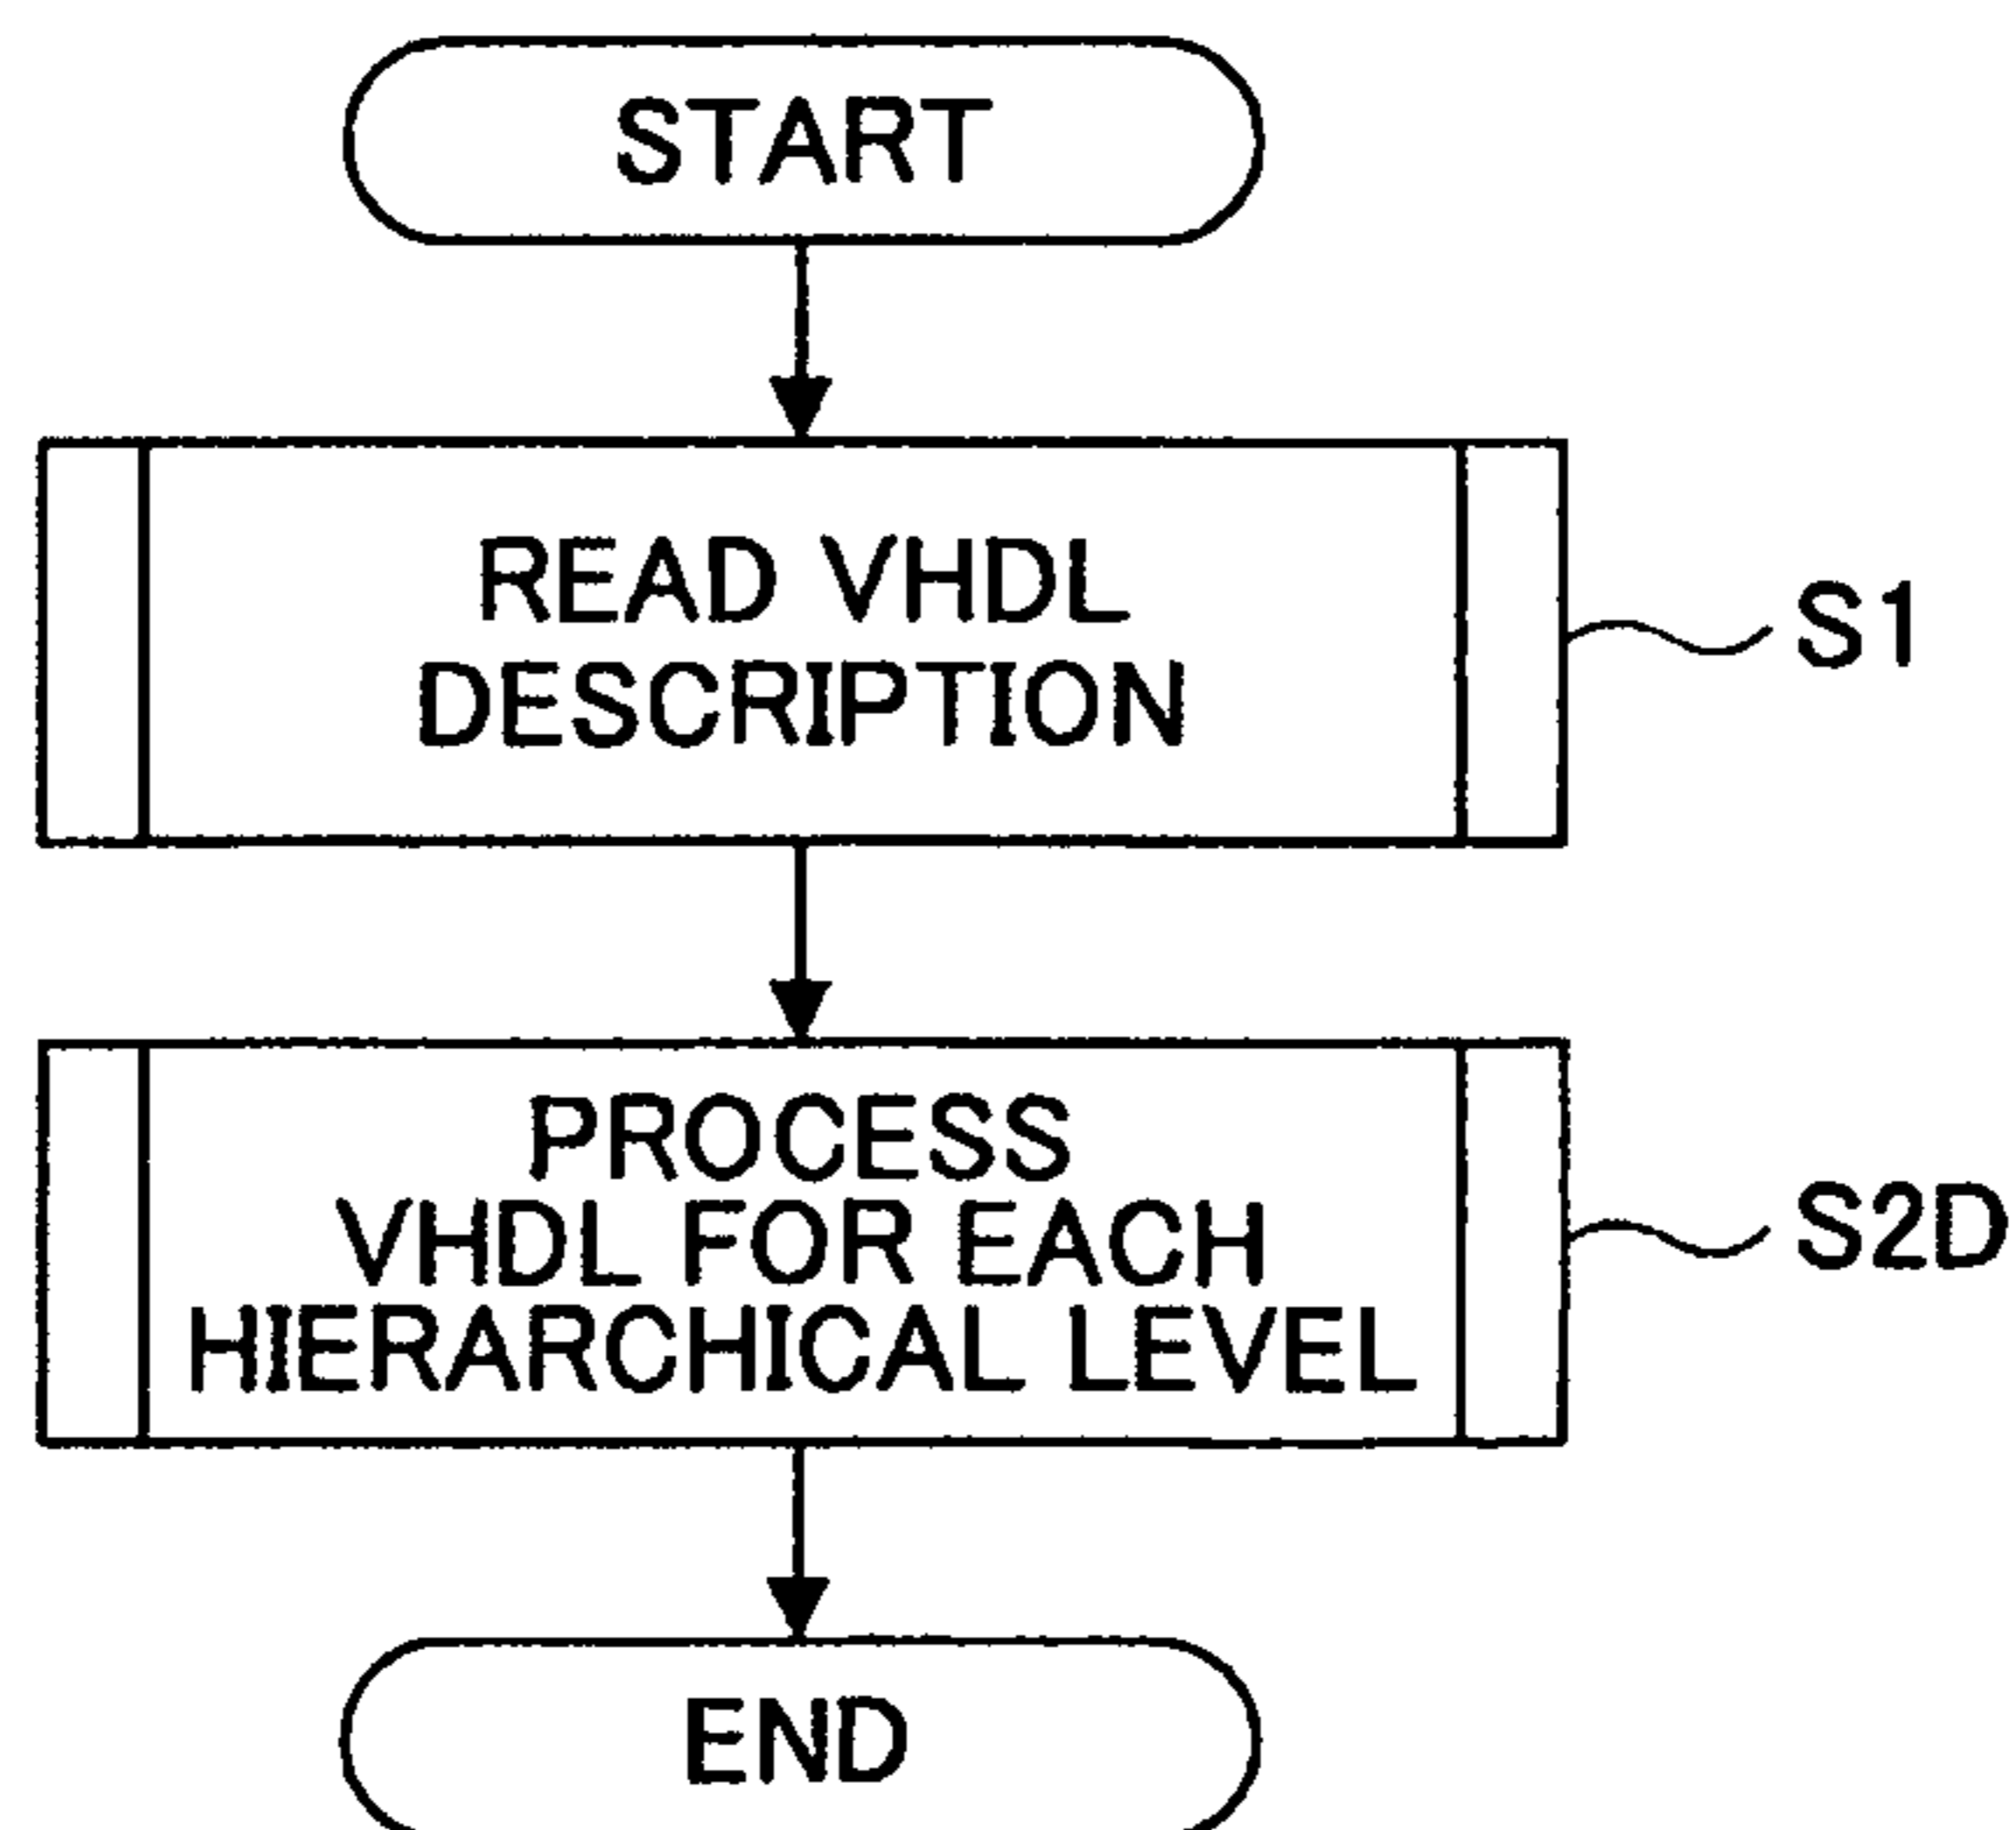 START
READ VHDL
DESCRIPTION
S1
PROCESS
VHDL FOR EACH
HIERARCHICAL LEVEL
S2D
END